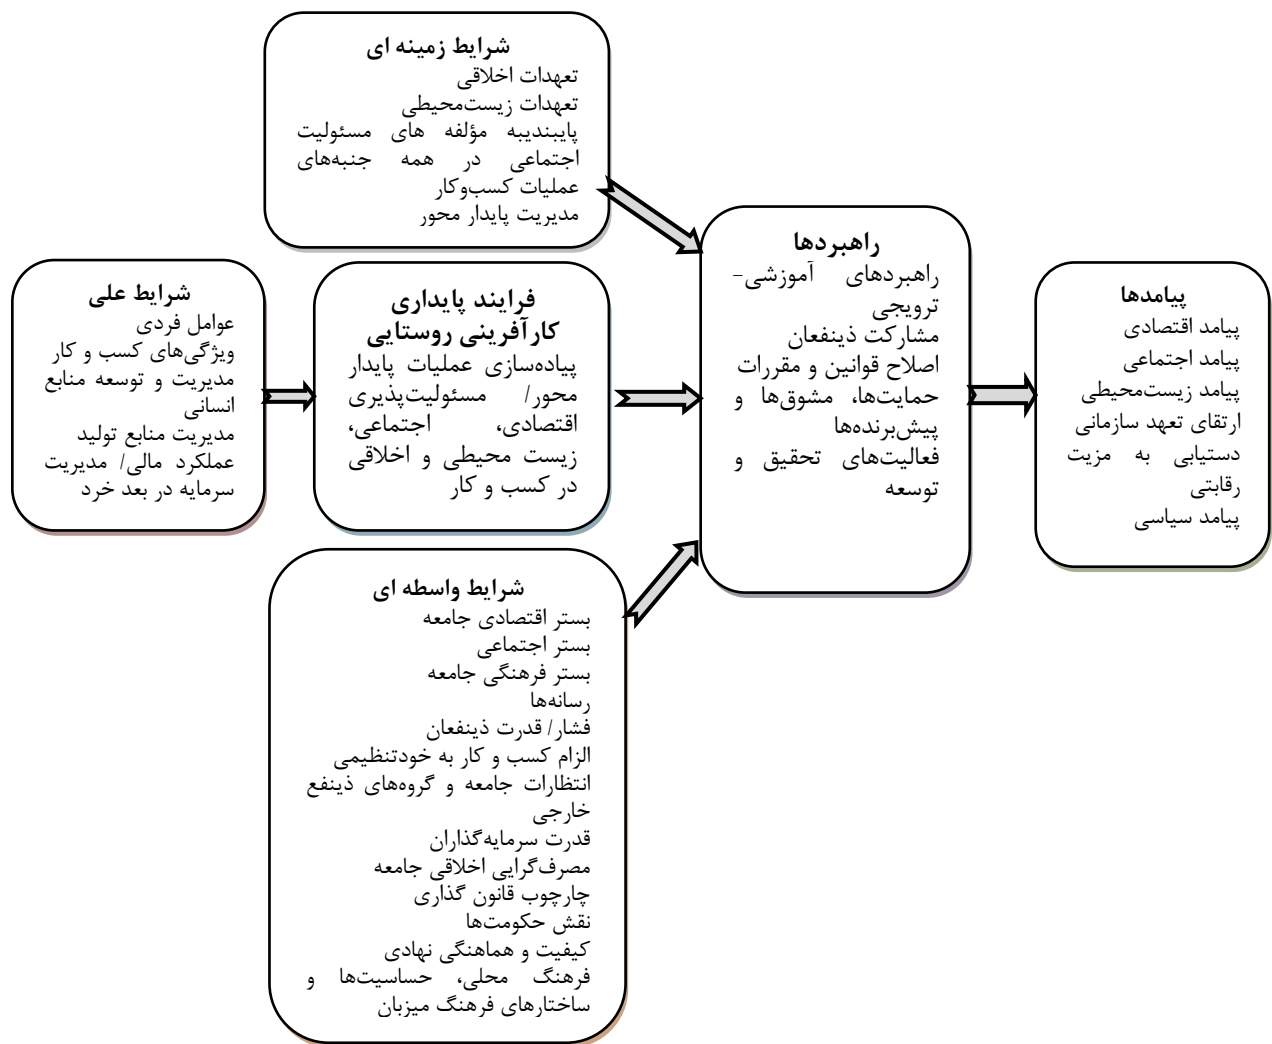 شرایط زمینه ای
تعهدات اخلاقی
تعهدات زیست‌محیطی
پایبندیبه مؤلفه های مسئولیت
اجتماعی در همه جنبه‌های
عملیات کسب‌وکار
مدیریت پایدار محور
شرایط علی
عوامل فردی
ویژگی‌های کسب و کار
مدیریت و توسعه منابع
انسانی
مدیریت منابع تولید
عملکرد مالی/ مدیریت
سرمایه در بعد خرد
فرایند پایداری
کارآفرینی روستایی
پیاده‌سازی عملیات پایدار
محور/ مسئولیت‌پذیری
اقتصادی، اجتماعی،
زیست محیطی و اخلاقی
در کسب و کار
شرایط واسطه ای
بستر اقتصادی جامعه
بستر اجتماعی
بستر فرهنگی جامعه
رسانه‌ها
فشار/ قدرت ذینفعان
الزام کسب و کار به خودتنظیمی
انتظارات جامعه و گروه‌های ذینفع
خارجی
قدرت سرمایه‌گذاران
مصرف‌گرایی اخلاقی جامعه
چارچوب قانون گذاری
نقش حکومت‌ها
کیفیت و هماهنگی نهادی
فرهنگ محلی، حساسیت‌ها و
ساختارهای فرهنگ میزبان
راهبردها
راهبردهای آموزشی-
ترویجی
مشارکت ذینفعان
اصلاح قوانین و مقررات
حمایت‌ها، مشوق‌ها و
پیش‌برنده‌ها
فعالیت‌های تحقیق و
توسعه
پیامدها
پیامد اقتصادی
پیامد اجتماعی
پیامد زیست‌محیطی
ارتقای تعهد سازمانی
دستیابی به مزیت
رقابتی
پیامد سیاسی